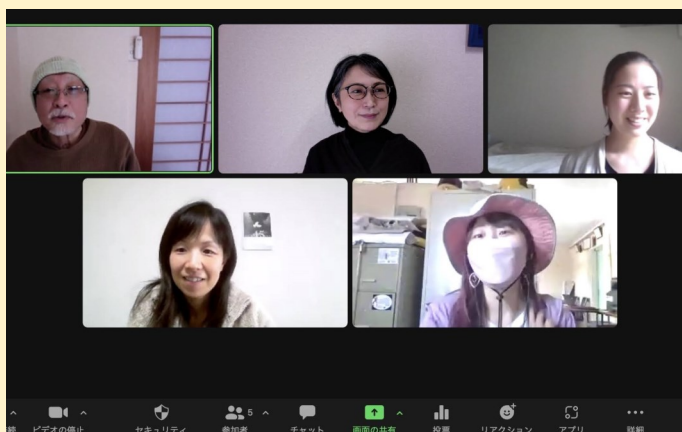 5
ビデオの停止
セキュリティ
参加者
チャット
画面の共有
投票
リアクション
アプリ
詳細